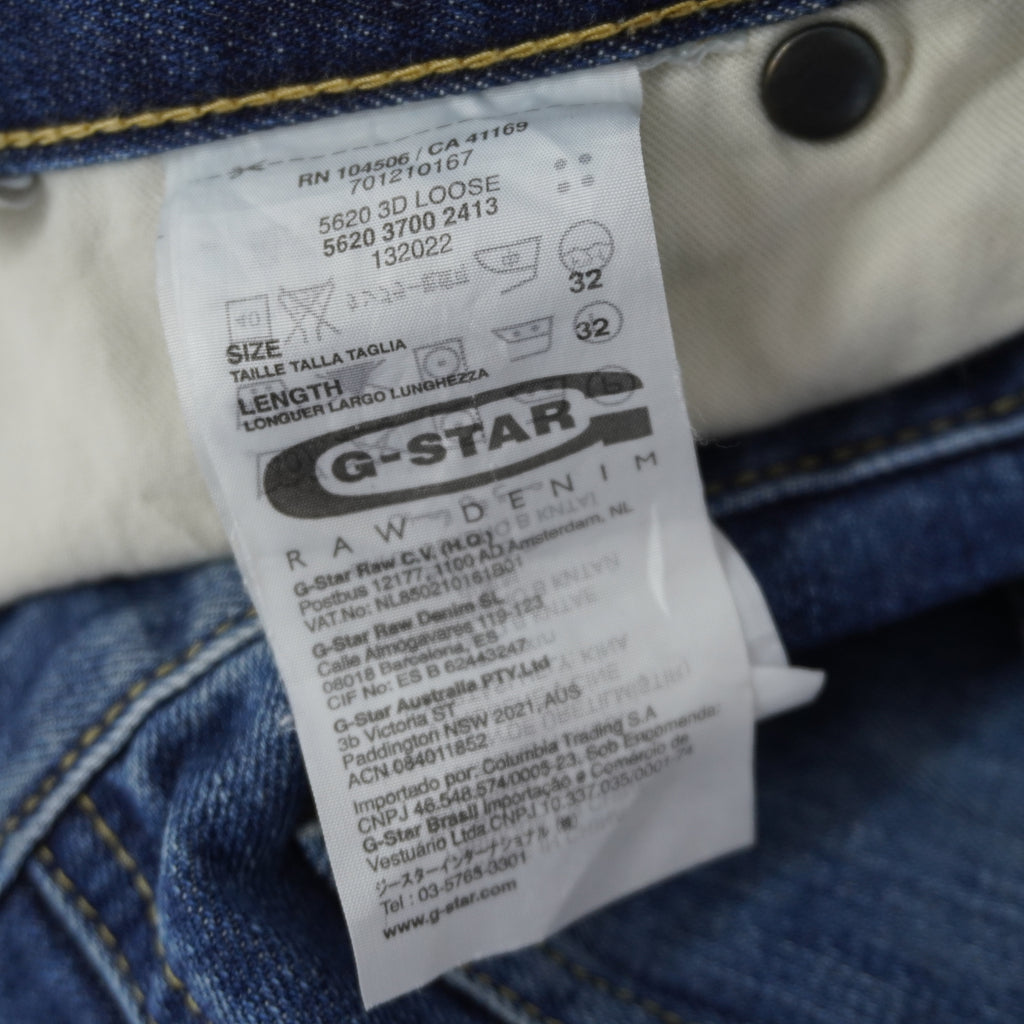 RN 104506 / CA 41169
701210167
5620 3D LOOSE
5620 3700 2413
132022
SIZE 32
TAILLE TALLA TAGLIA
LENGTH 32
LONGUER LARGO LUNGHEZZA
G-STAR
RAW DENIM
G-Star Raw C.V. (H.Q.)
Postbus 12177, 1100 AD Amsterdam, NL
VAT.No: NL850210161B01
G-Star Raw Denim SL
Calle Almogavares 119-123
08018 Barcelona, ES
CIF No: ES B 62443247
G-Star Australia PTY.Ltd
3b Victoria ST
Paddington NSW 2021, AUS
ACN 084011852
Importado por: Columbia Trading S.A
CNPJ 46.548.574/0005-23, Sob Encomenda:
G-Star Brasil Importação e Comércio de
Vestuário Ltda.CNPJ 10.337.035/0001-74
ジースターインターナショナル(株)
Tel : 03-5765-3301
www.g-star.com